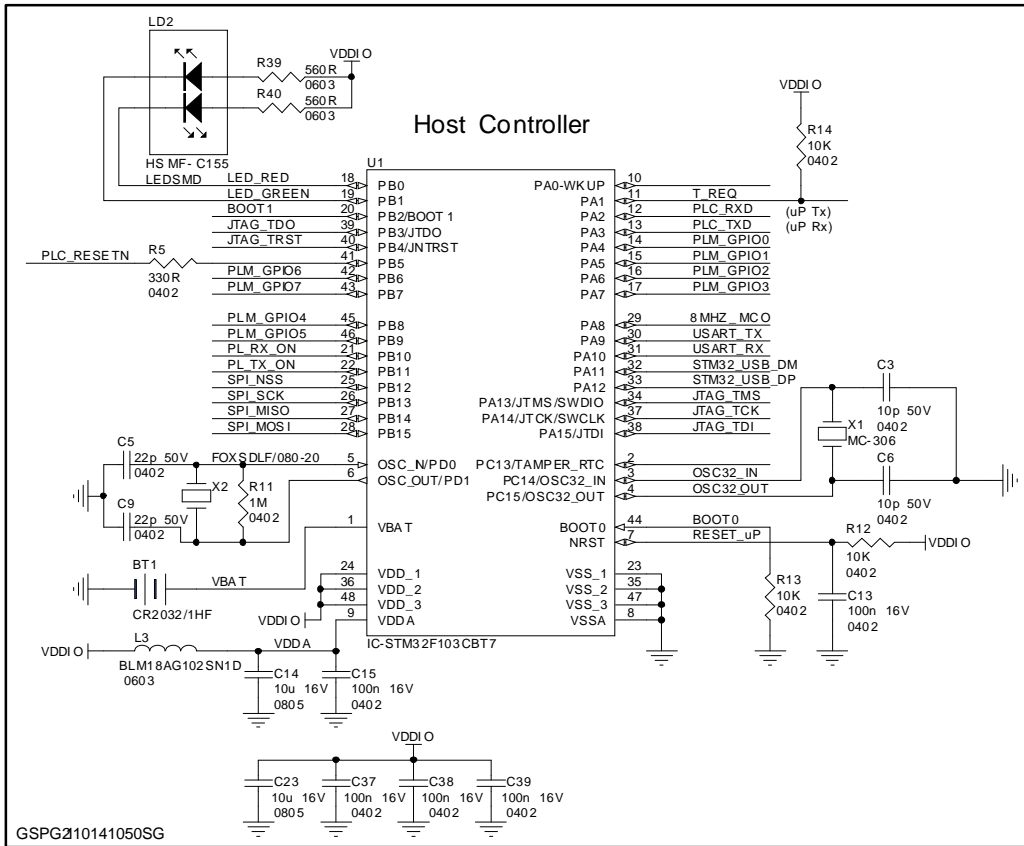 LD2
VDDIO
R39
560R
0603
R40
560R
0603
HSMF-C155
LEDSMD
Host Controller
VDDIO
R14
10K
0402
U1
LED_RED 18 PB0
LED_GREEN 19 PB1
BOOT1 20 PB2/BOOT1
JTAG_TDO 39 PB3/JTDO
JTAG_TRST 40 PB4/JNTRST
PLC_RESETN R5 41 PB5
330R
0402
PLM_GPIO6 42 PB6
PLM_GPIO7 43 PB7
PLM_GPIO4 45 PB8
PLM_GPIO5 46 PB9
PL_RX_ON 21 PB10
PL_TX_ON 22 PB11
SPI_NSS 25 PB12
SPI_SCK 26 PB13
SPI_MISO 27 PB14
SPI_MOSI 28 PB15
PA0-WKUP 10
PA1 11 T_REQ
PA2 12 PLC_RXD (uP Tx)
PA3 13 PLC_TXD (uP Rx)
PA4 14 PLM_GPIO0
PA5 15 PLM_GPIO1
PA6 16 PLM_GPIO2
PA7 17 PLM_GPIO3
PA8 29 8MHZ_MCO
PA9 30 USART_TX
PA10 31 USART_RX
PA11 32 STM32_USB_DM
PA12 33 STM32_USB_DP
PA13/JTMS/SWDIO 34 JTAG_TMS
PA14/JTCK/SWCLK 37 JTAG_TCK
PA15/JTDI 38 JTAG_TDI
C3
10p 50V
0402
X1
MC-306
C6
10p 50V
0402
C5
22p 50V
0402
FOXSDLF/080-20 5 OSC_IN/PD0
6 OSC_OUT/PD1
X2
R11
1M
0402
C9
22p 50V
0402
PC13/TAMPER_RTC 2
PC14/OSC32_IN 3 OSC32_IN
PC15/OSC32_OUT 4 OSC32_OUT
1 VBAT
BT1
VBAT
CR2032/1HF
BOOT0 44 BOOT0
NRST 7 RESET_uP
R12
10K
0402
VDDIO
R13
10K
0402
C13
100n 16V
0402
24 VDD_1
36 VDD_2
48 VDD_3
VDDIO
9 VDDA
VSS_1 23
VSS_2 35
VSS_3 47
VSSA 8
IC-STM32F103CBT7
VDDIO
L3
BLM18AG102SN1D
0603
VDDA
C14
10u 16V
0805
C15
100n 16V
0402
VDDIO
C23
10u 16V
0805
C37
100n 16V
0402
C38
100n 16V
0402
C39
100n 16V
0402
GSPG2I10141050SG